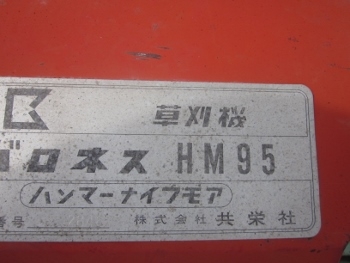 草刈機
バロネス HM95
ハンマーナイフモア
番号
株式会社 共栄社